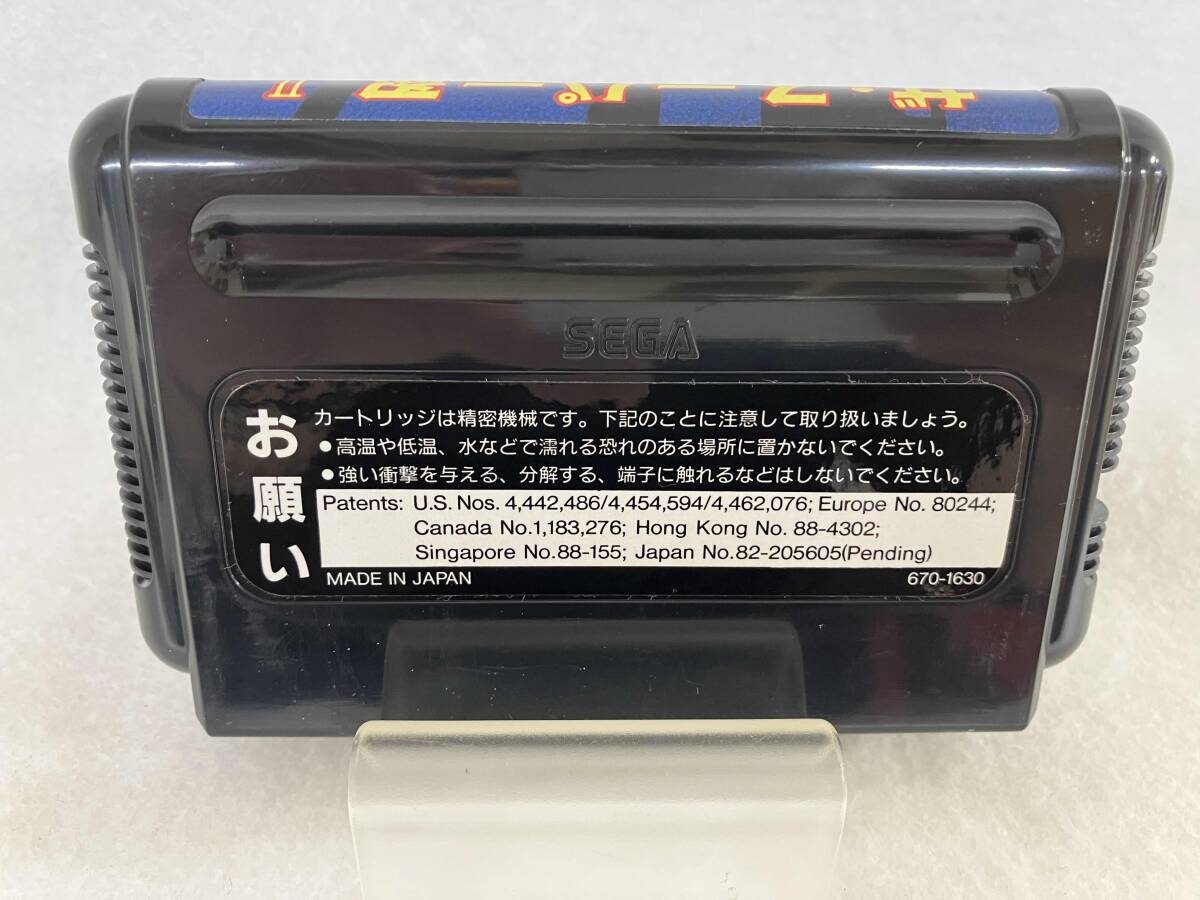 SEGA
お願い
カートリッジは精密機械です。下記のことに注意して取り扱いましょう。
●高温や低温、水などで濡れる恐れのある場所に置かないでください。
●強い衝撃を与える、分解する、端子に触れるなどはしないでください。
Patents: U.S. Nos. 4,442,486/4,454,594/4,462,076; Europe No. 80244;
Canada No.1,183,276; Hong Kong No. 88-4302;
Singapore No.88-155; Japan No.82-205605(Pending)
MADE IN JAPAN 670-1630